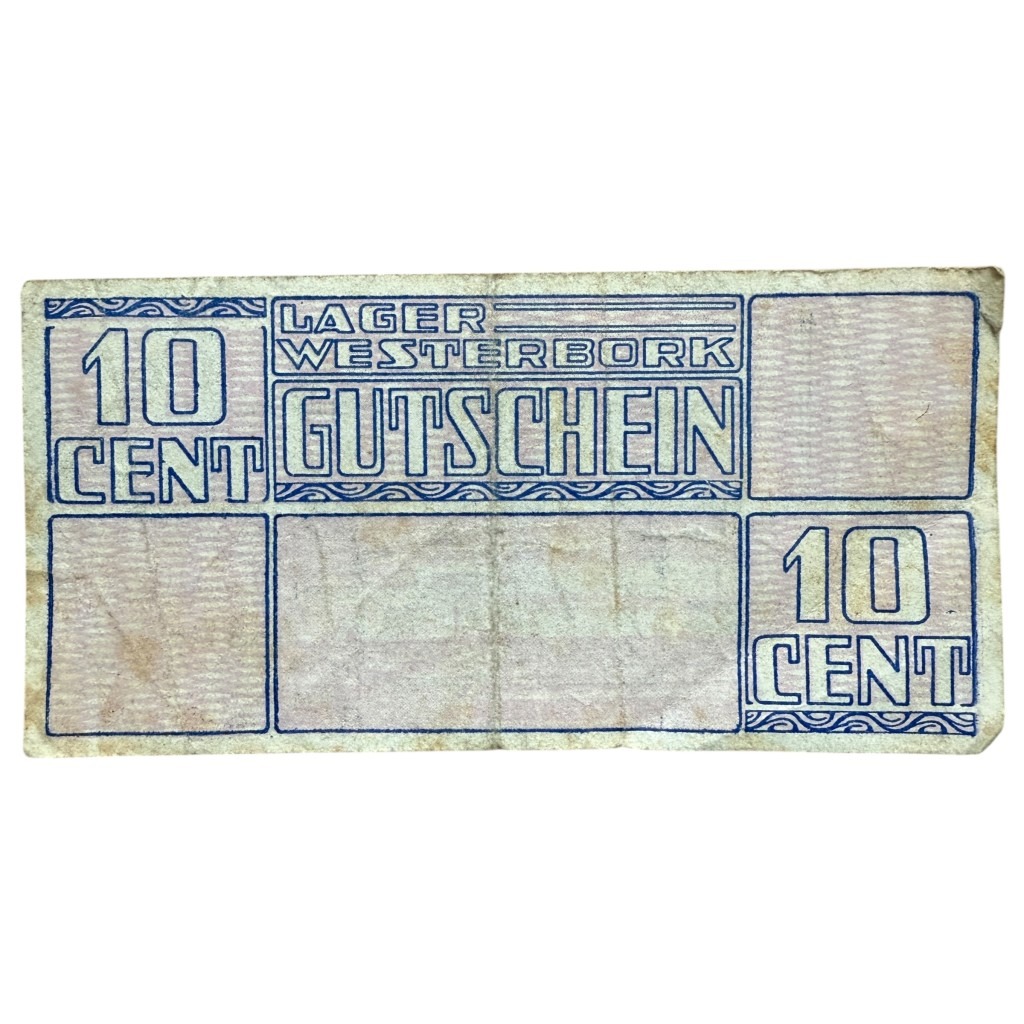 10
CENT
LAGER
WESTERBORK
GUTSCHEIN
10
CENT